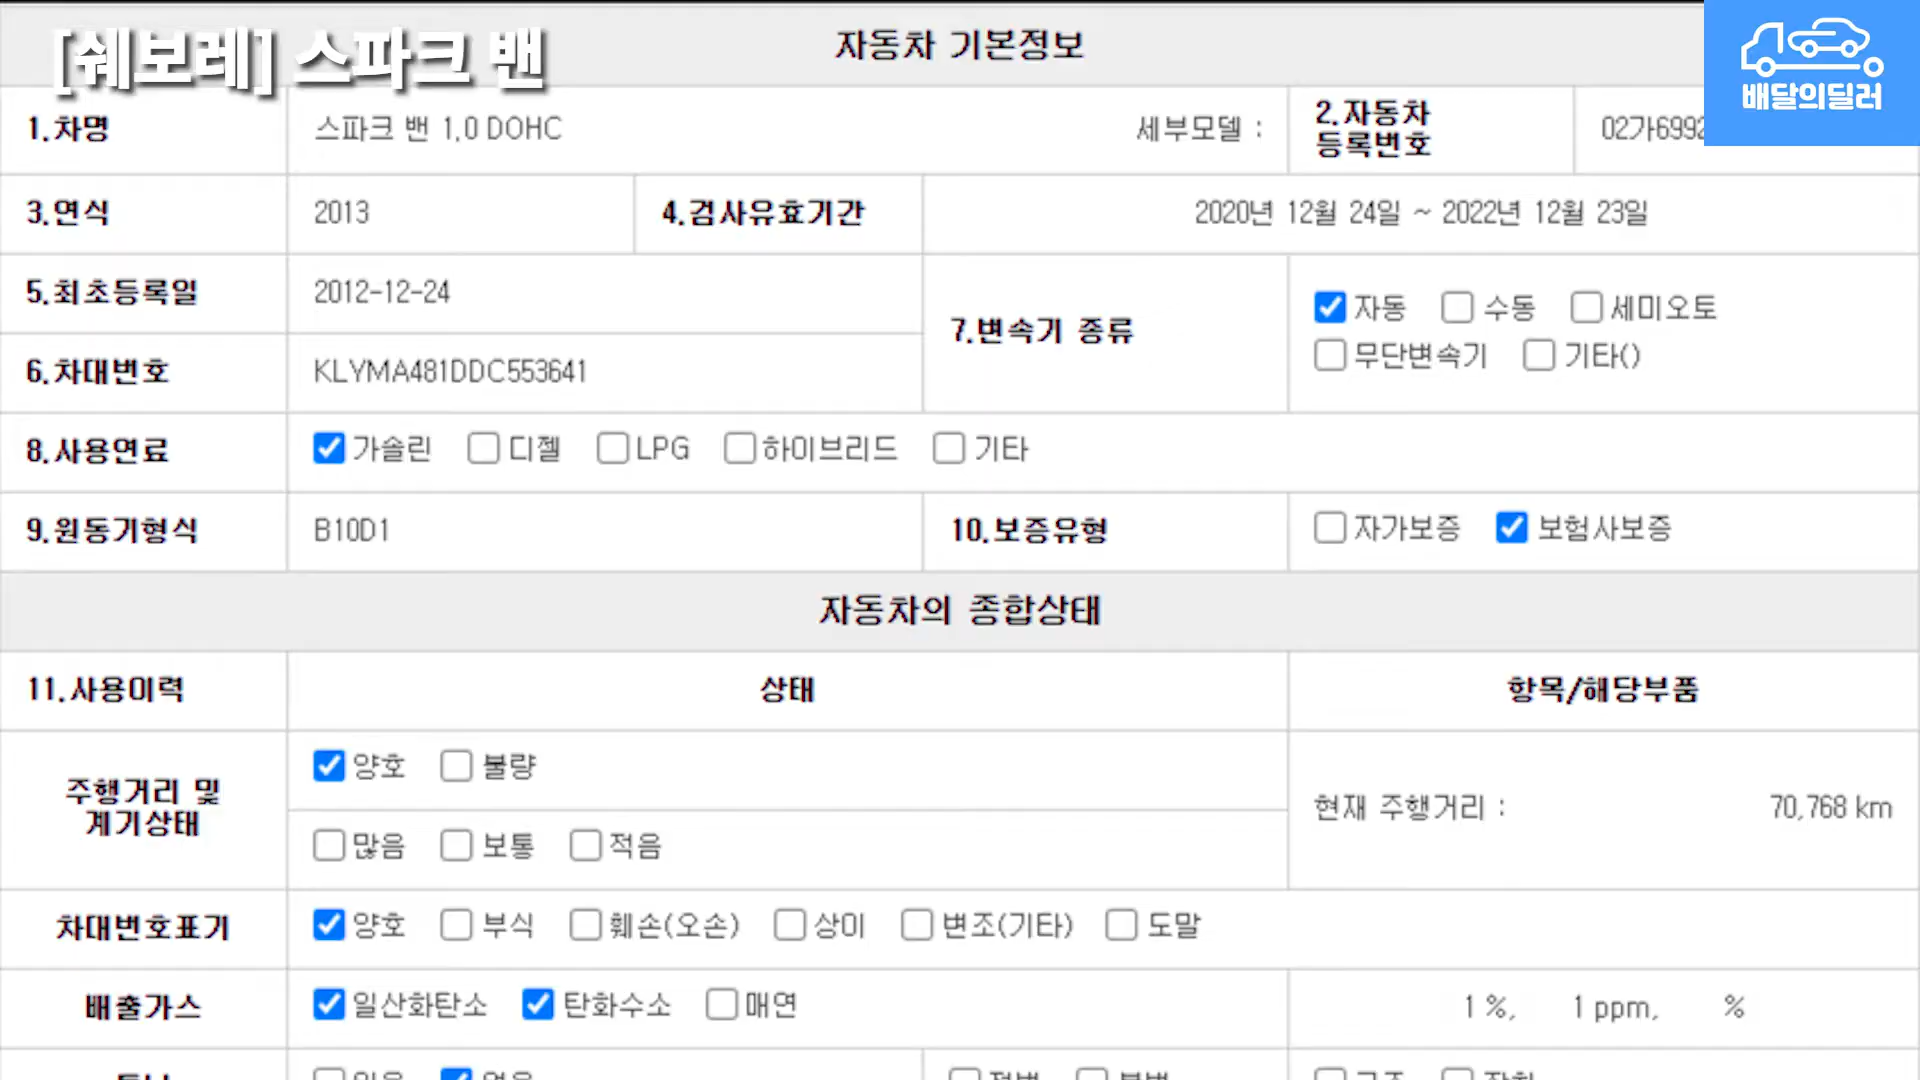 [쉐보레] 스파크 밴
자동차 기본정보
배달의딜러
1.차명
스파크 밴 1.0 DOHC
세부모델 :
2.자동차
등록번호
02가6992
3.연식
2013
4.검사유효기간
2020년 12월 24일 ~ 2022년 12월 23일
5.최초등록일
2012-12-24
7.변속기 종류
자동 수동 세미오토
무단변속기 기타()
6.차대번호
KLYMA481DDC553641
8.사용연료
가솔린 디젤 LPG 하이브리드 기타
9.원동기형식
B10D1
10.보증유형
자가보증 보험사보증
자동차의 종합상태
11.사용이력
상태
항목/해당부품
주행거리 및
계기상태
양호 불량
많음 보통 적음
현재 주행거리 :
70,768 km
차대번호표기
양호 부식 훼손(오손) 상이 변조(기타) 도말
배출가스
일산화탄소 탄화수소 매연
1 %, 1 ppm, %